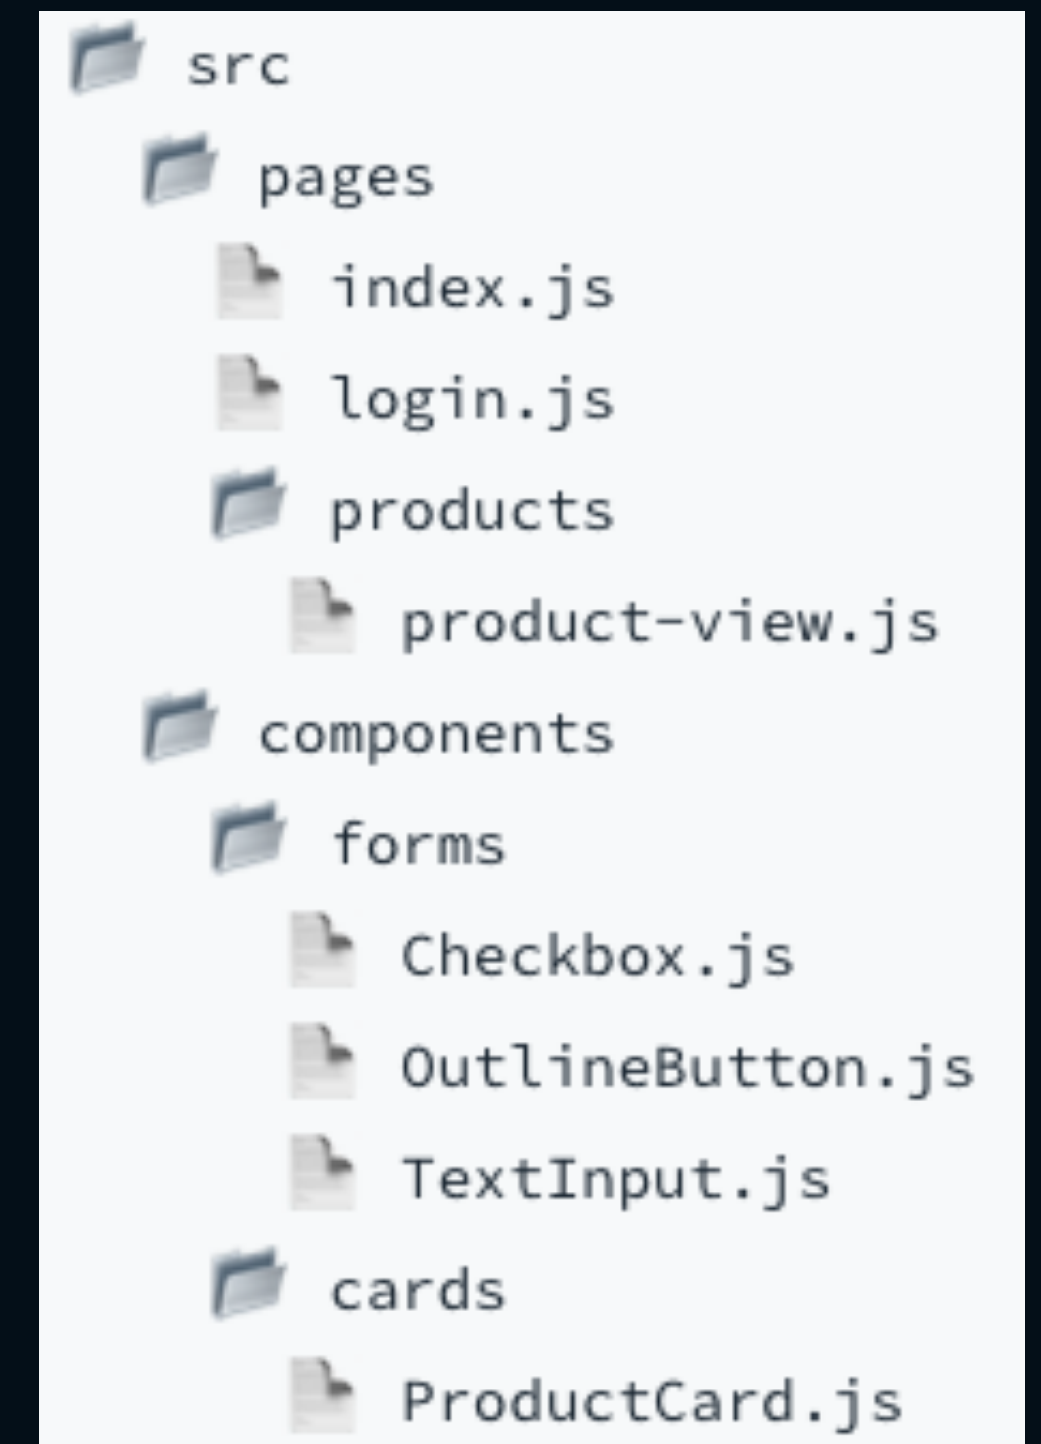 src
pages
index.js
login.js
products
product-view.js
components
forms
Checkbox.js
OutlineButton.js
TextInput.js
cards
ProductCard.js